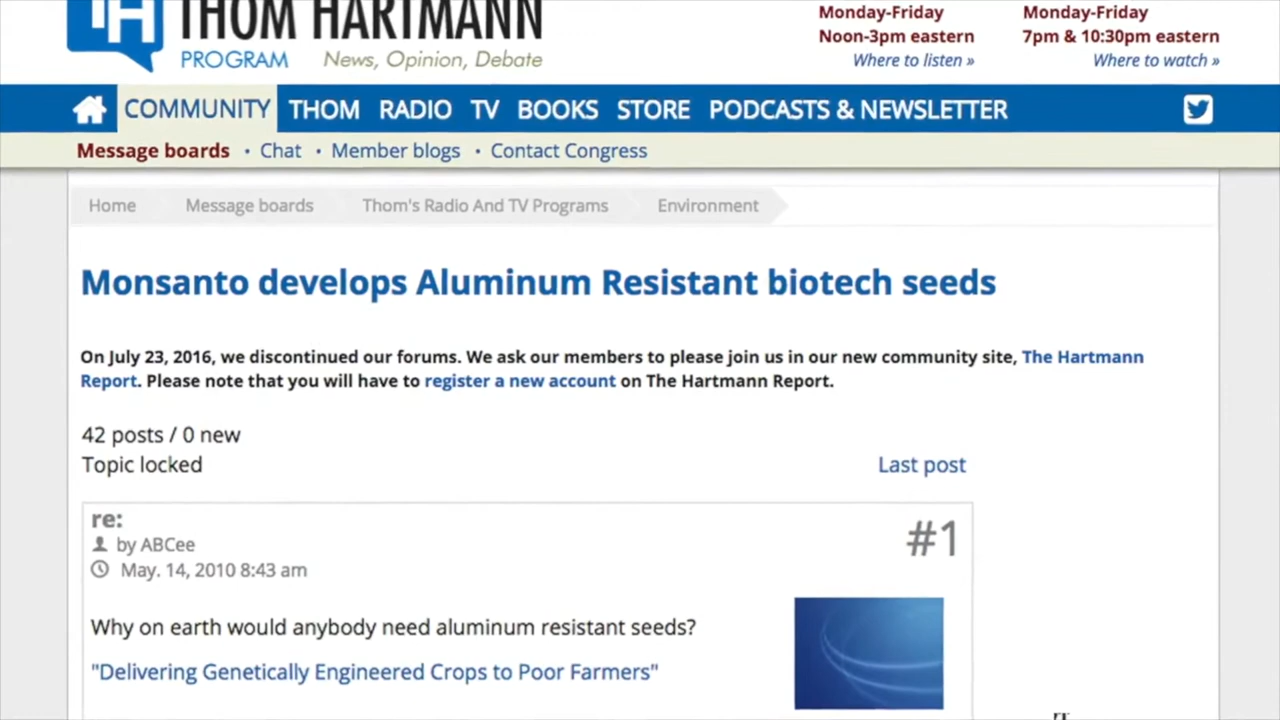 THOM HARTMANN
PROGRAM News, Opinion, Debate
Monday-Friday
Noon-3pm eastern
Where to listen »
Monday-Friday
7pm & 10:30pm eastern
Where to watch »
COMMUNITY THOM RADIO TV BOOKS STORE PODCASTS & NEWSLETTER
Message boards · Chat · Member blogs · Contact Congress
Home Message boards Thom's Radio And TV Programs Environment
Monsanto develops Aluminum Resistant biotech seeds
On July 23, 2016, we discontinued our forums. We ask our members to please join us in our new community site, The Hartmann
Report. Please note that you will have to register a new account on The Hartmann Report.
42 posts / 0 new
Topic locked
Last post
re:
#1
by ABCee
May. 14, 2010 8:43 am
Why on earth would anybody need aluminum resistant seeds?
"Delivering Genetically Engineered Crops to Poor Farmers"